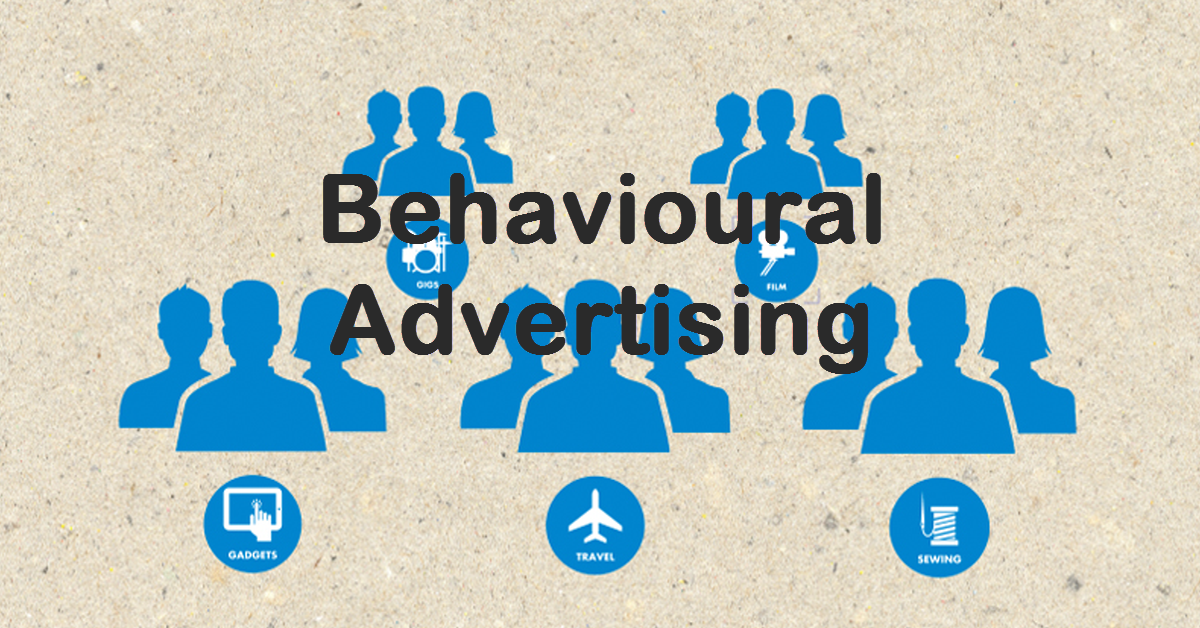 Behavioural
GIGS
FILM
Advertising
GADGETS
TRAVEL
SEWING